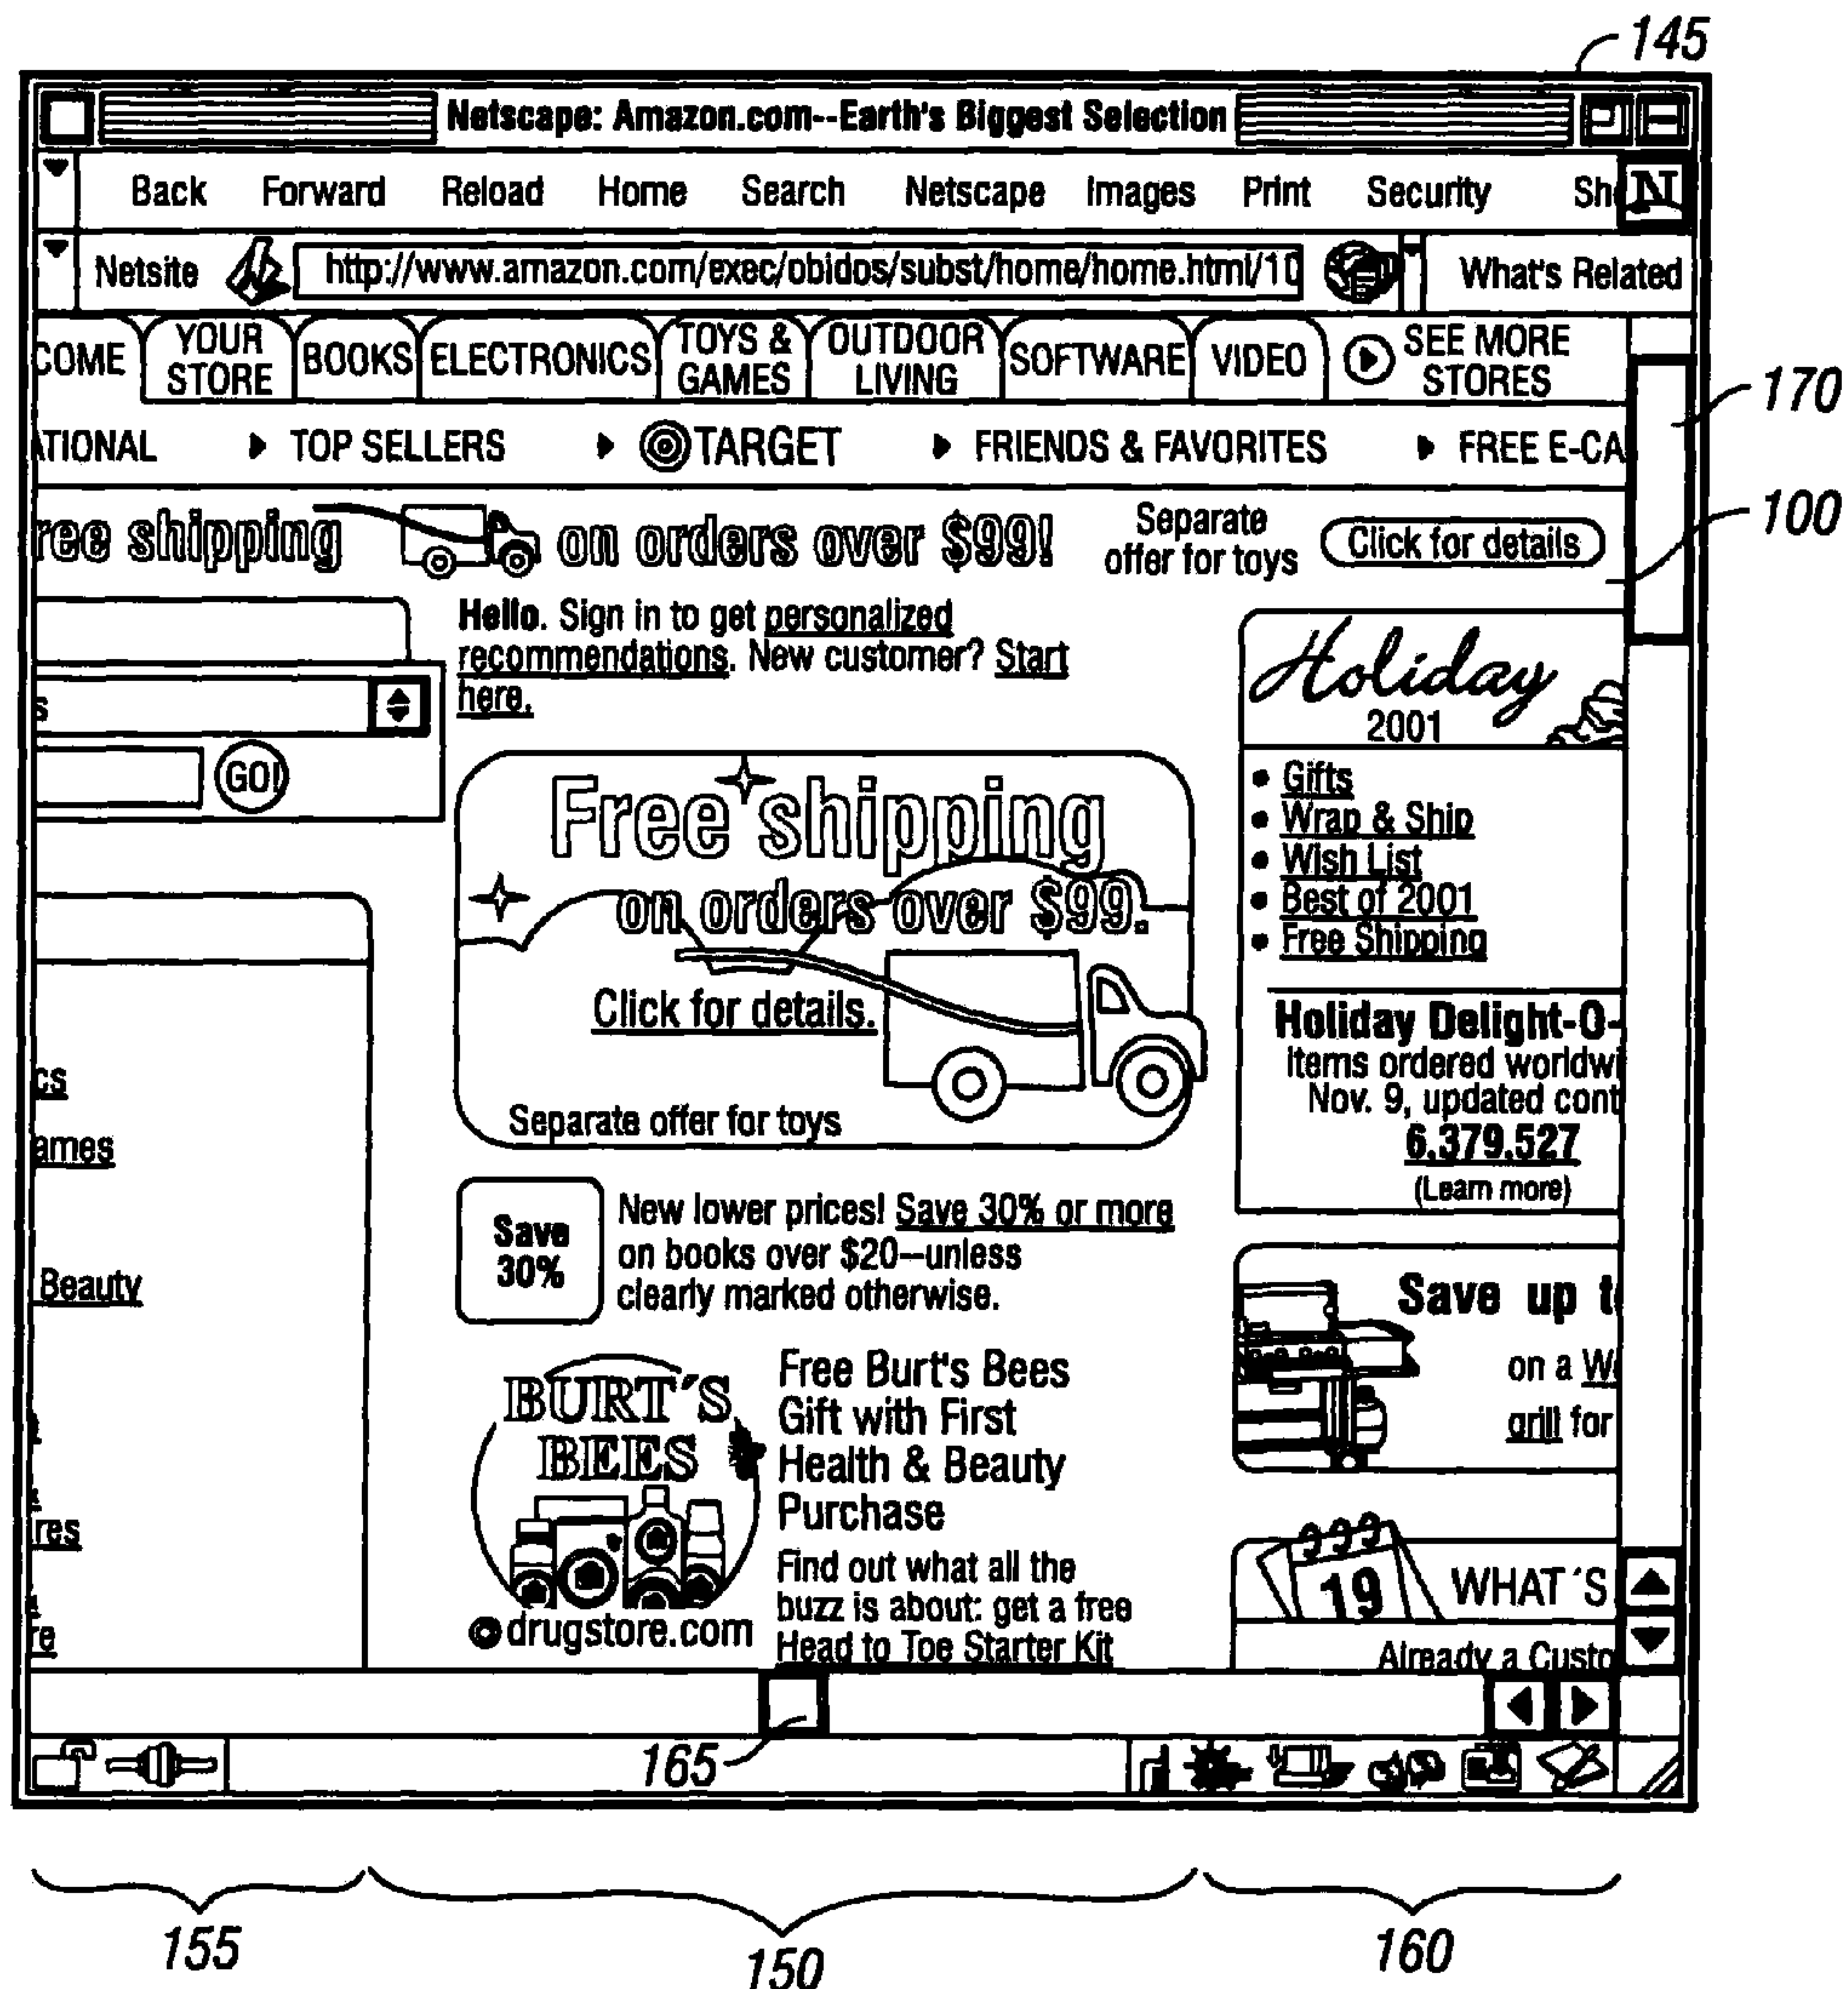 145
Netscape: Amazon.com--Earth's Biggest Selection
Back Forward Reload Home Search Netscape Images Print Security Sh N
Netsite http://www.amazon.com/exec/obidos/subst/home/home.html/10 What's Related
COME YOUR STORE BOOKS ELECTRONICS TOYS & GAMES OUTDOOR LIVING SOFTWARE VIDEO SEE MORE STORES
170
ATIONAL TOP SELLERS TARGET FRIENDS & FAVORITES FREE E-CA
100
ree shipping on orders over $99! Separate offer for toys Click for details
Hello. Sign in to get personalized
recommendations. New customer? Start
here.
s
GO!
Holiday
2001
Free shipping
on orders over $99.
Click for details.
Separate offer for toys
• Gifts
• Wrap & Ship
• Wish List
• Best of 2001
• Free Shipping
Holiday Delight-O-
Items ordered worldwi
Nov. 9, updated cont
6.379.527
(Learn more)
cs
ames
Beauty
res
re
Save
30%
New lower prices! Save 30% or more
on books over $20--unless
clearly marked otherwise.
Save up t
on a W
grill for
BURT'S
BEES
drugstore.com
Free Burt's Bees
Gift with First
Health & Beauty
Purchase
Find out what all the
buzz is about: get a free
Head to Toe Starter Kit
19
WHAT'S
Already a Custo
165
155
150
160